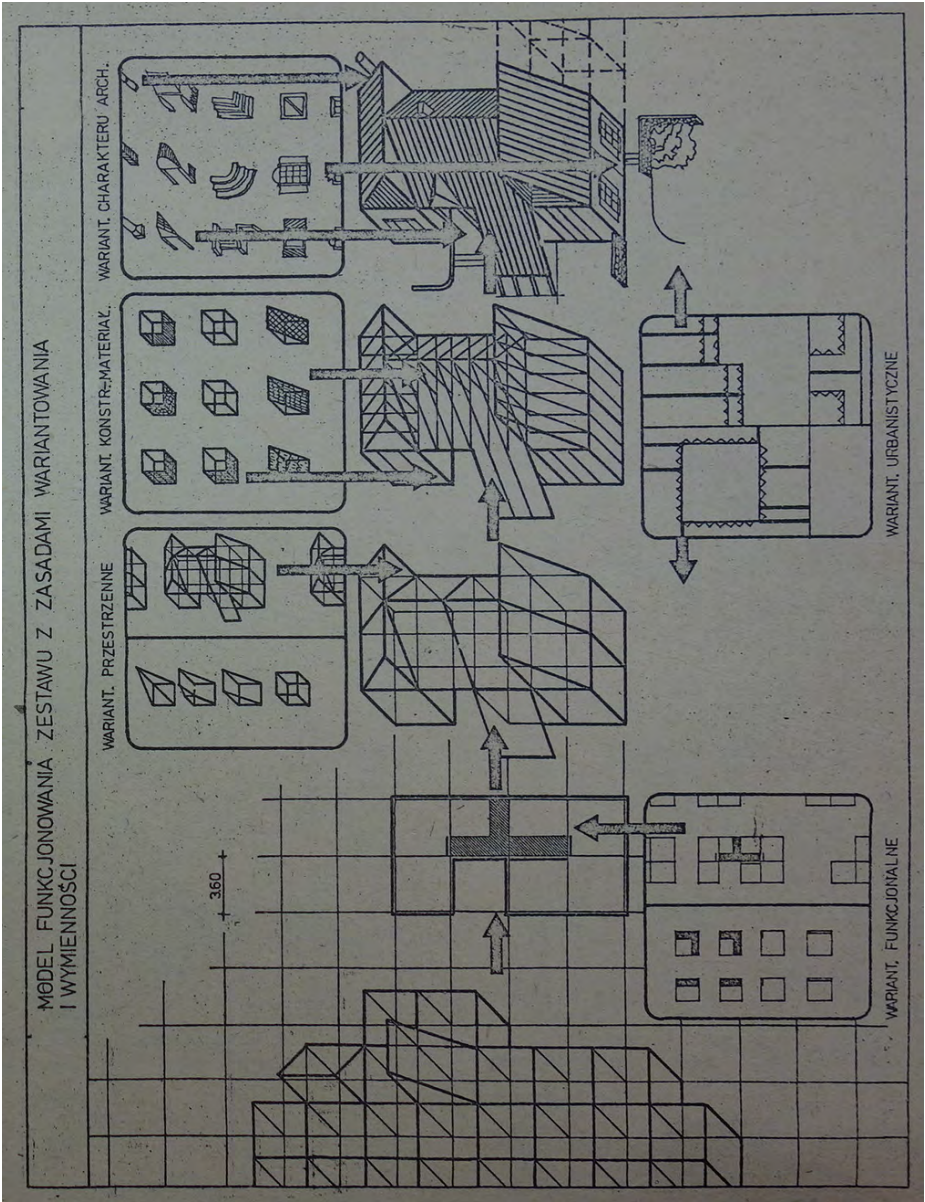 MODEL FUNKCJONOWANIA ZESTAWU Z ZASADAMI WARIANTOWANIA
I WYMIENNOŚCI
WARIANT. PRZESTRZENNE
WARIANT. KONSTR.-MATERIAŁ.
WARIANT. CHARAKTERU ARCH.
3.60
WARIANT. FUNKCJONALNE
WARIANT. URBANISTYCZNE